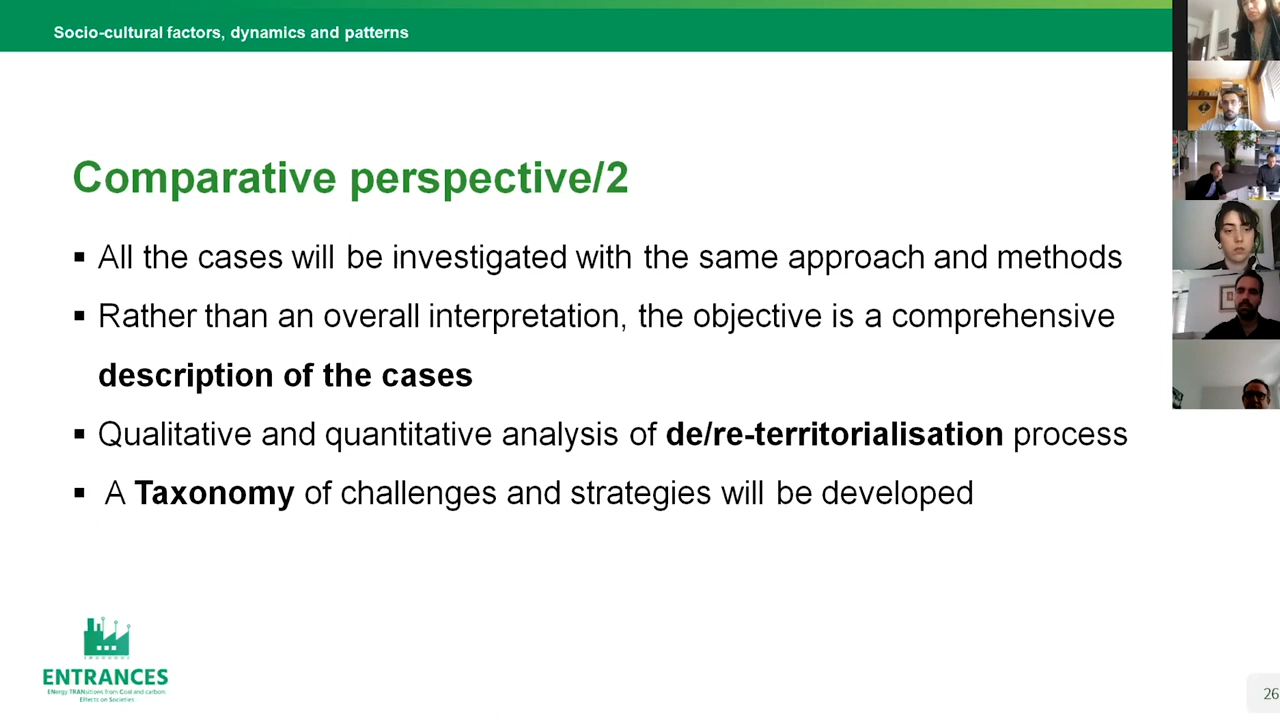 Socio-cultural factors, dynamics and patterns
Comparative perspective/2
▪ All the cases will be investigated with the same approach and methods
▪ Rather than an overall interpretation, the objective is a comprehensive
description of the cases
▪ Qualitative and quantitative analysis of de/re-territorialisation process
▪ A Taxonomy of challenges and strategies will be developed
ENTRANCES
ENergy TRANsitions from Coal and carbon
Effects on Societies
26